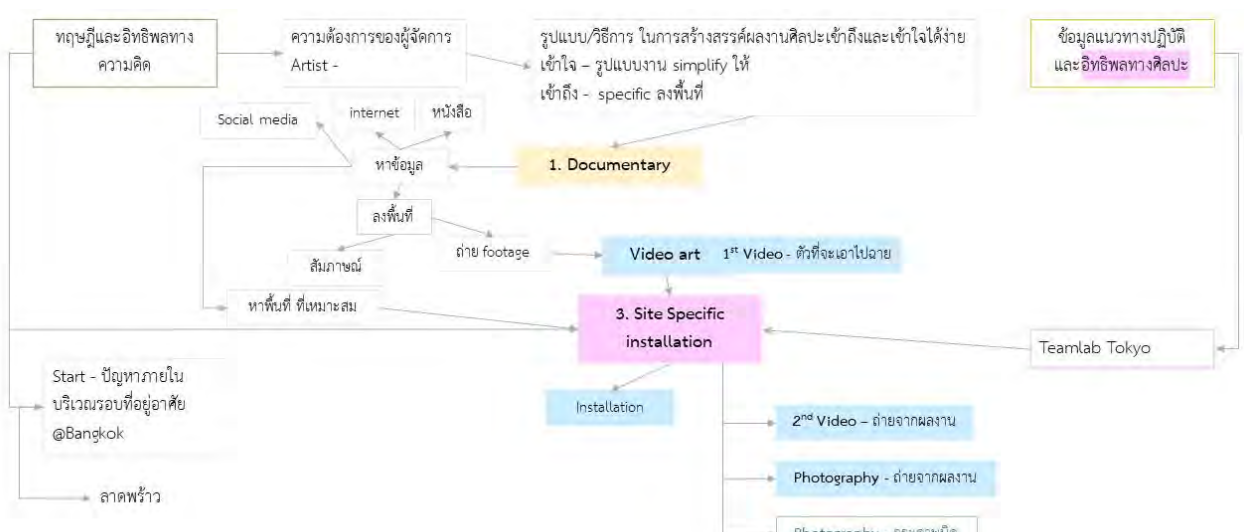 ทฤษฎีและอิทธิพลทาง
ความคิด
ความต้องการของผู้จัดการ
Artist -
รูปแบบ/วิธีการ ในการสร้างสรรค์ผลงานศิลปะเข้าถึงและเข้าใจได้ง่าย
เข้าใจ – รูปแบบงาน simplify ให้
เข้าถึง - specific ลงพื้นที่
ข้อมูลแนวทางปฏิบัติ
และอิทธิพลทางศิลปะ
Social media
internet
หนังสือ
หาข้อมูล
1. Documentary
ลงพื้นที่
สัมภาษณ์
ถ่าย footage
Video art 1st Video - ตัวที่จะเอาไปฉาย
หาพื้นที่ ที่เหมาะสม
3. Site Specific
installation
Teamlab Tokyo
Start - ปัญหาภายใน
บริเวณรอบที่อยู่อาศัย
@Bangkok
Installation
2nd Video – ถ่ายจากผลงาน
Photography - ถ่ายจากผลงาน
ลาดพร้าว
Photography -